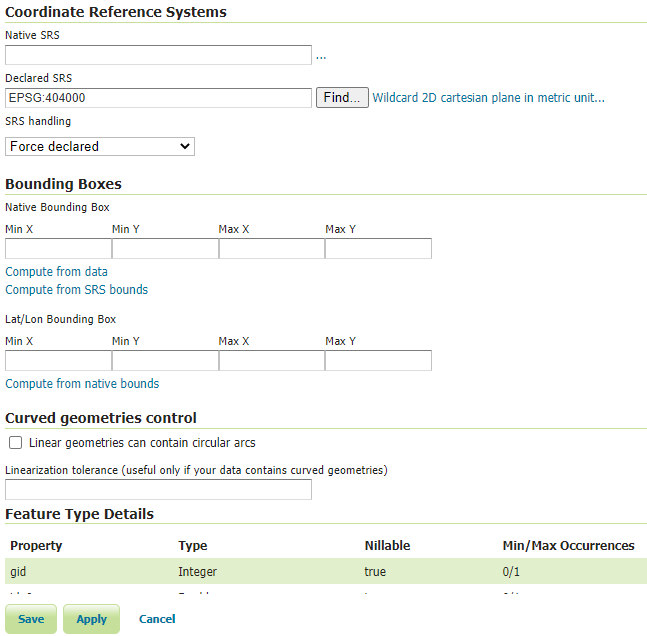 Coordinate Reference Systems
Native SRS
...
Declared SRS
EPSG:404000 Find... Wildcard 2D cartesian plane in metric unit...
SRS handling
Force declared
Bounding Boxes
Native Bounding Box
Min X Min Y Max X Max Y
Compute from data
Compute from SRS bounds
Lat/Lon Bounding Box
Min X Min Y Max X Max Y
Compute from native bounds
Curved geometries control
Linear geometries can contain circular arcs
Linearization tolerance (useful only if your data contains curved geometries)
Feature Type Details
Property Type Nillable Min/Max Occurrences
gid Integer true 0/1
Save Apply Cancel